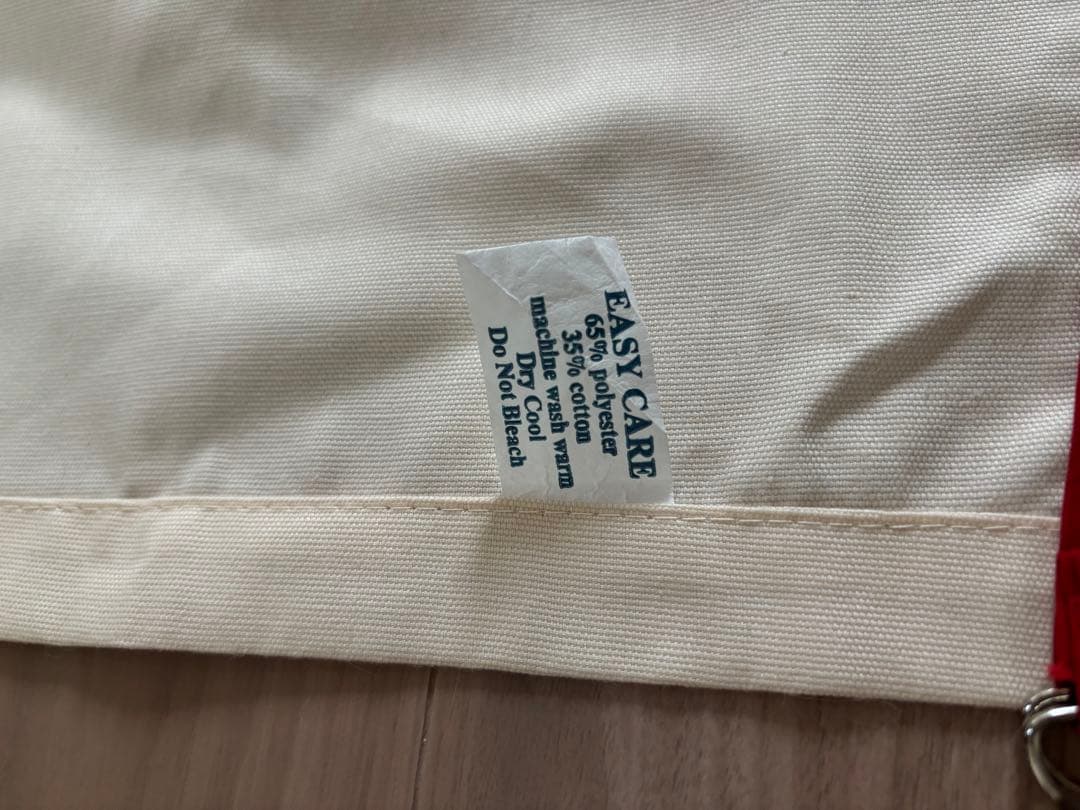 EASY CARE
65% polyester
35% cotton
machine wash warm
Dry Cool
Do Not Bleach